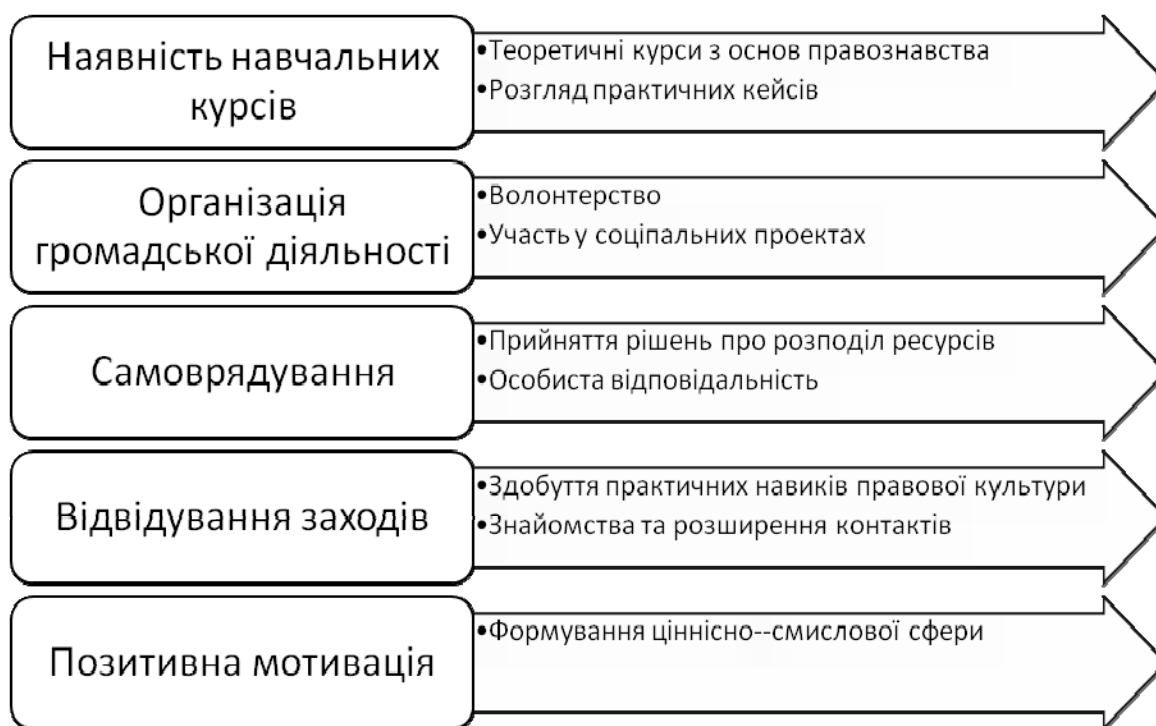 Наявність навчальних
курсів
•Теоретичні курси з основ правознавства
•Розгляд практичних кейсів
Організація
громадської діяльності
•Волонтерство
•Участь у соціпальних проектах
Самоврядування
•Прийняття рішень про розподіл ресурсів
•Особиста відповідальність
Відвідування заходів
•Здобуття практичних навиків правової культури
•Знайомства та розширення контактів
Позитивна мотивація
•Формування ціннісно--смислової сфери